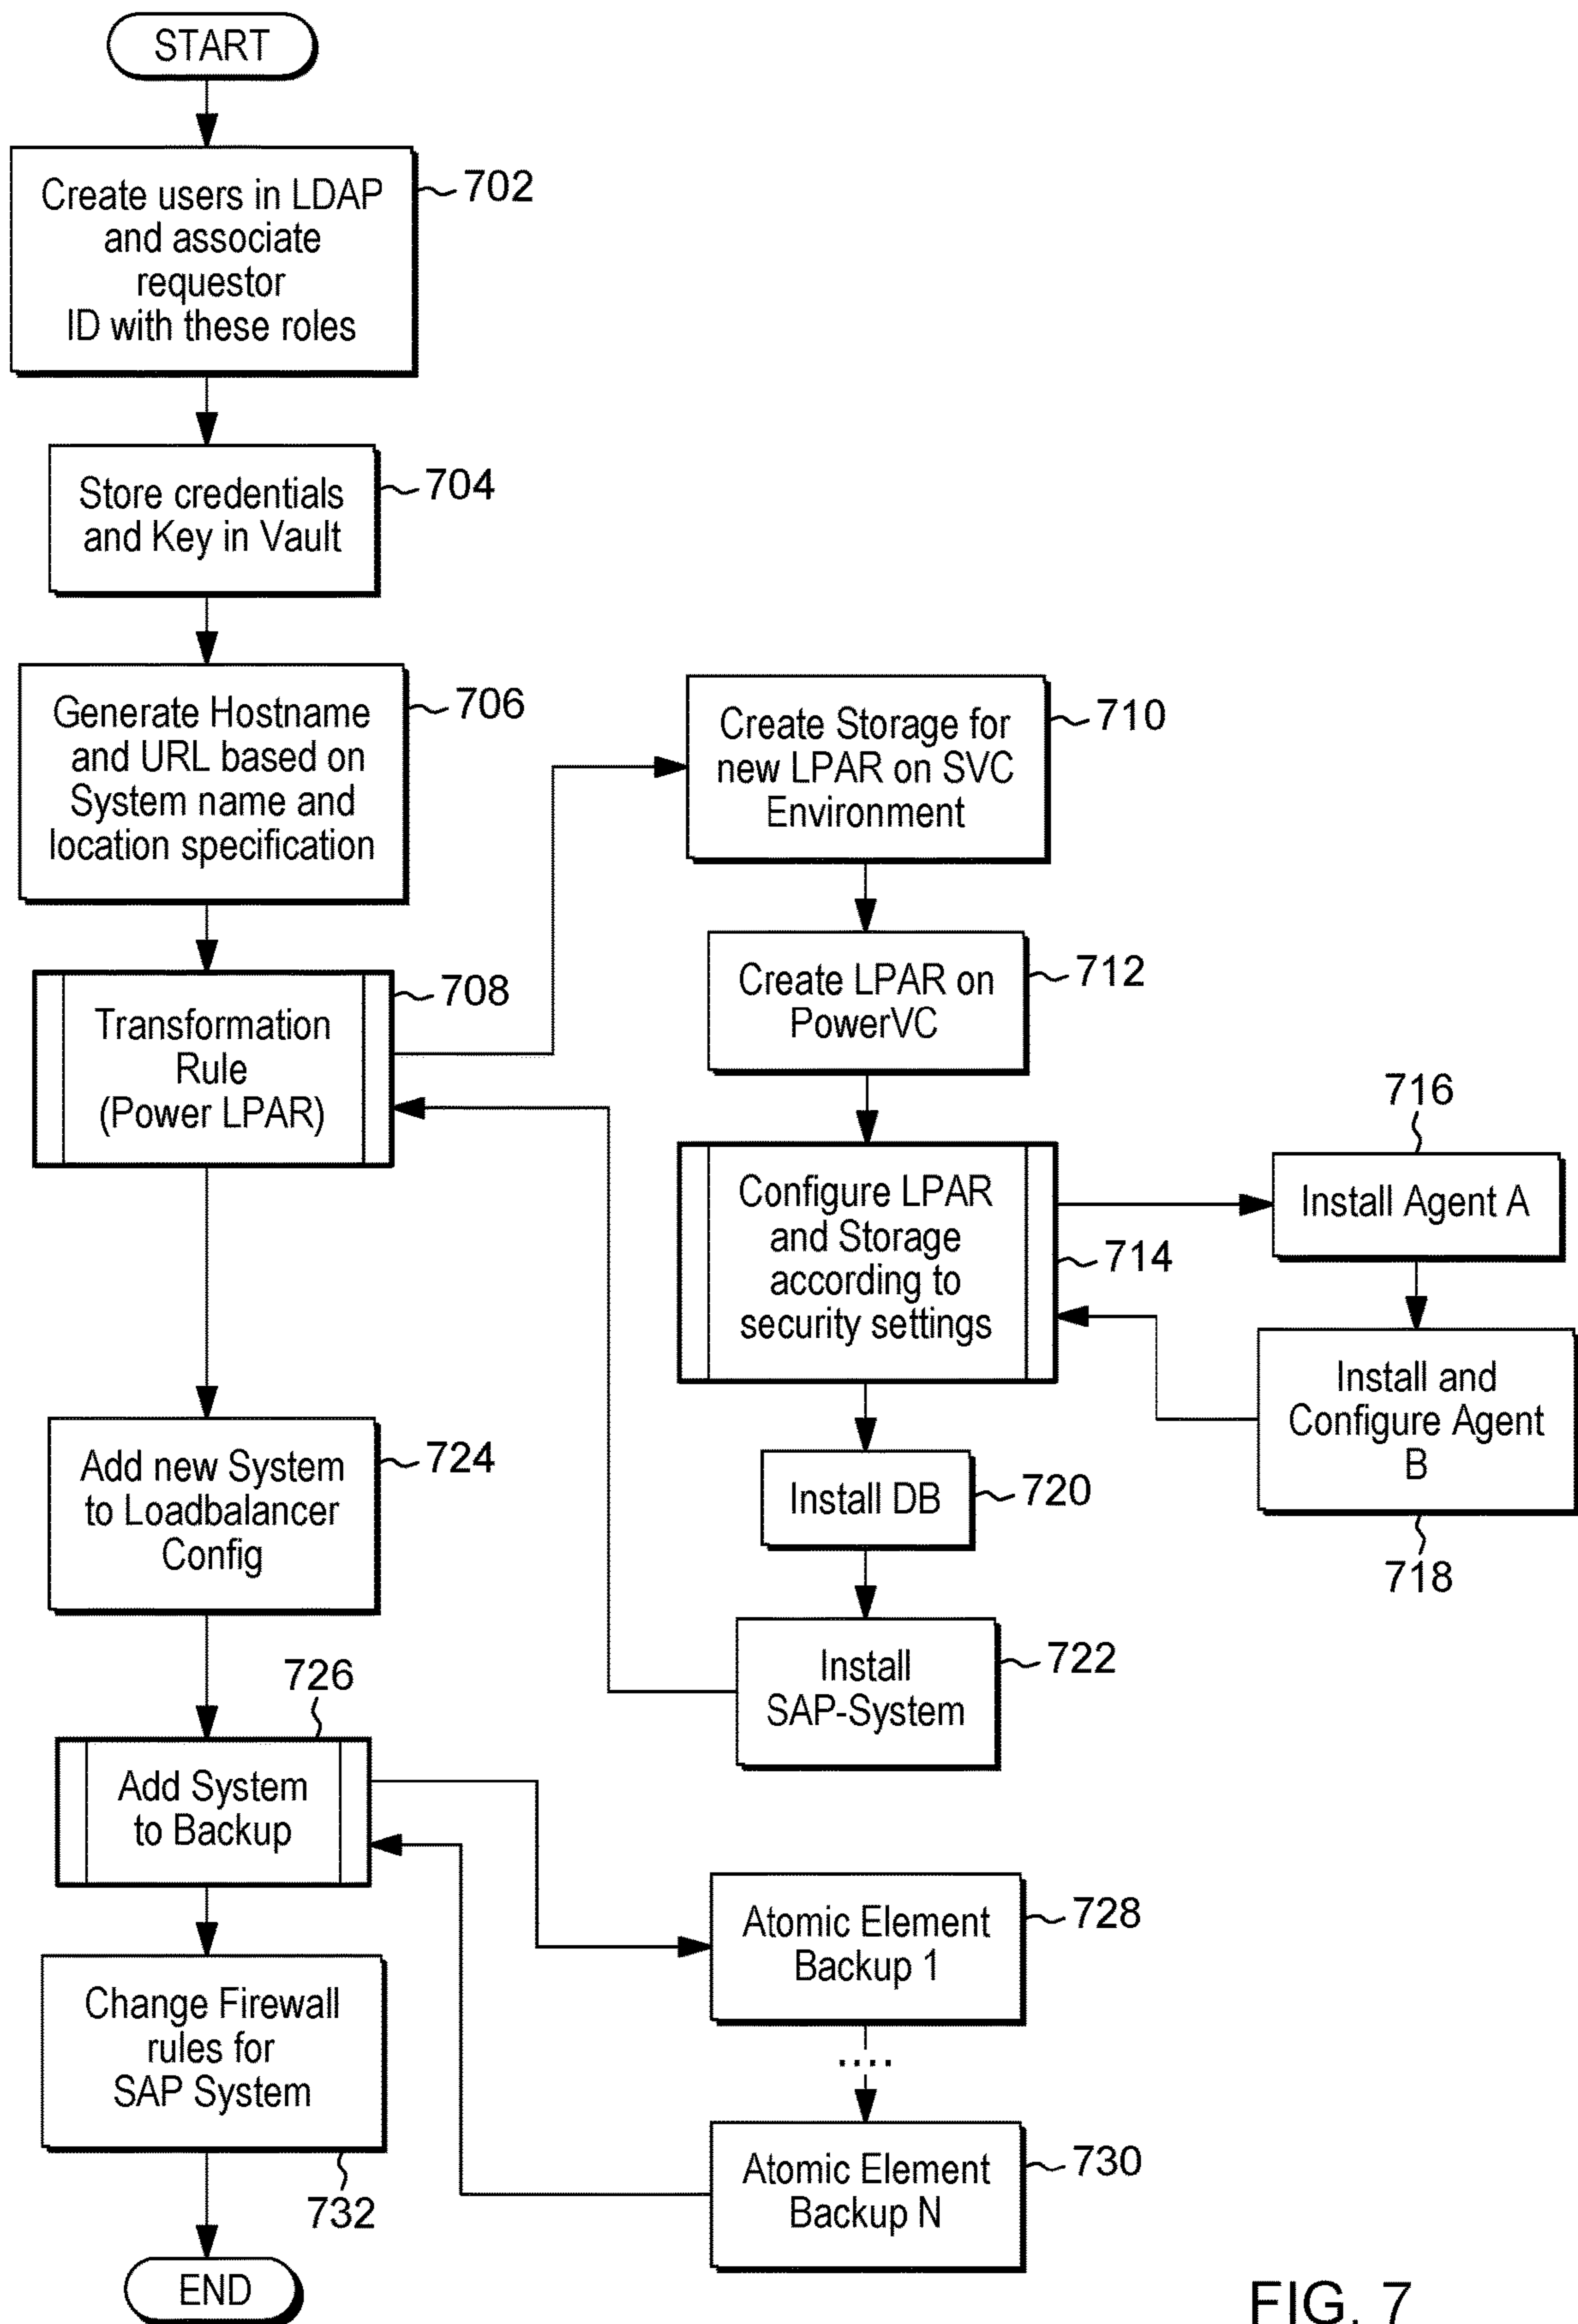 START
Create users in LDAP
and associate
requestor
ID with these roles
702
Store credentials
and Key in Vault
704
Generate Hostname
and URL based on
System name and
location specification
706
Transformation
Rule
(Power LPAR)
708
Create Storage for
new LPAR on SVC
Environment
710
Create LPAR on
PowerVC
712
Configure LPAR
and Storage
according to
security settings
714
716
Install Agent A
Install and
Configure Agent
B
718
Install DB
720
Install
SAP-System
722
Add new System
to Loadbalancer
Config
724
726
Add System
to Backup
Atomic Element
Backup 1
728
....
Atomic Element
Backup N
730
Change Firewall
rules for
SAP System
732
END
FIG. 7